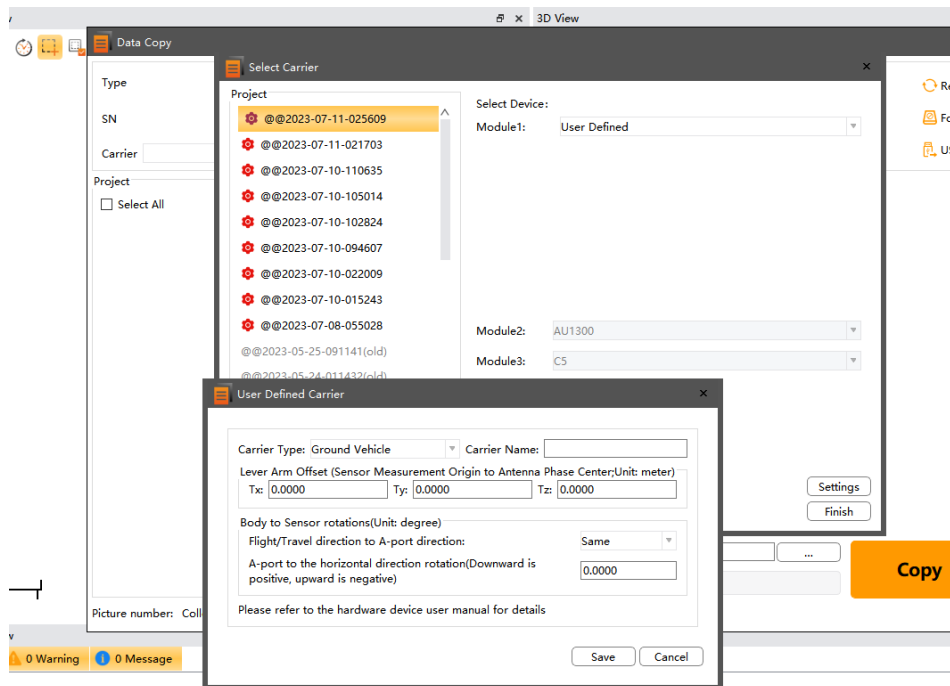 3D View
Data Copy
Select Carrier
Type
SN
Carrier
Project
Select All
Project
@@2023-07-11-025609
@@2023-07-11-021703
@@2023-07-10-110635
@@2023-07-10-105014
@@2023-07-10-102824
@@2023-07-10-094607
@@2023-07-10-022009
@@2023-07-10-015243
@@2023-07-08-055028
@@2023-05-25-091141(old)
@@2023-05-24-011432(old)
Select Device:
Module1: User Defined
Module2: AU1300
Module3: C5
Settings
Finish
...
Copy
User Defined Carrier
Carrier Type: Ground Vehicle Carrier Name:
Lever Arm Offset (Sensor Measurement Origin to Antenna Phase Center;Unit: meter)
Tx: 0.0000 Ty: 0.0000 Tz: 0.0000
Body to Sensor rotations(Unit: degree)
Flight/Travel direction to A-port direction: Same
A-port to the horizontal direction rotation(Downward is
positive, upward is negative) 0.0000
Please refer to the hardware device user manual for details
Save Cancel
Picture number:
0 Warning 0 Message